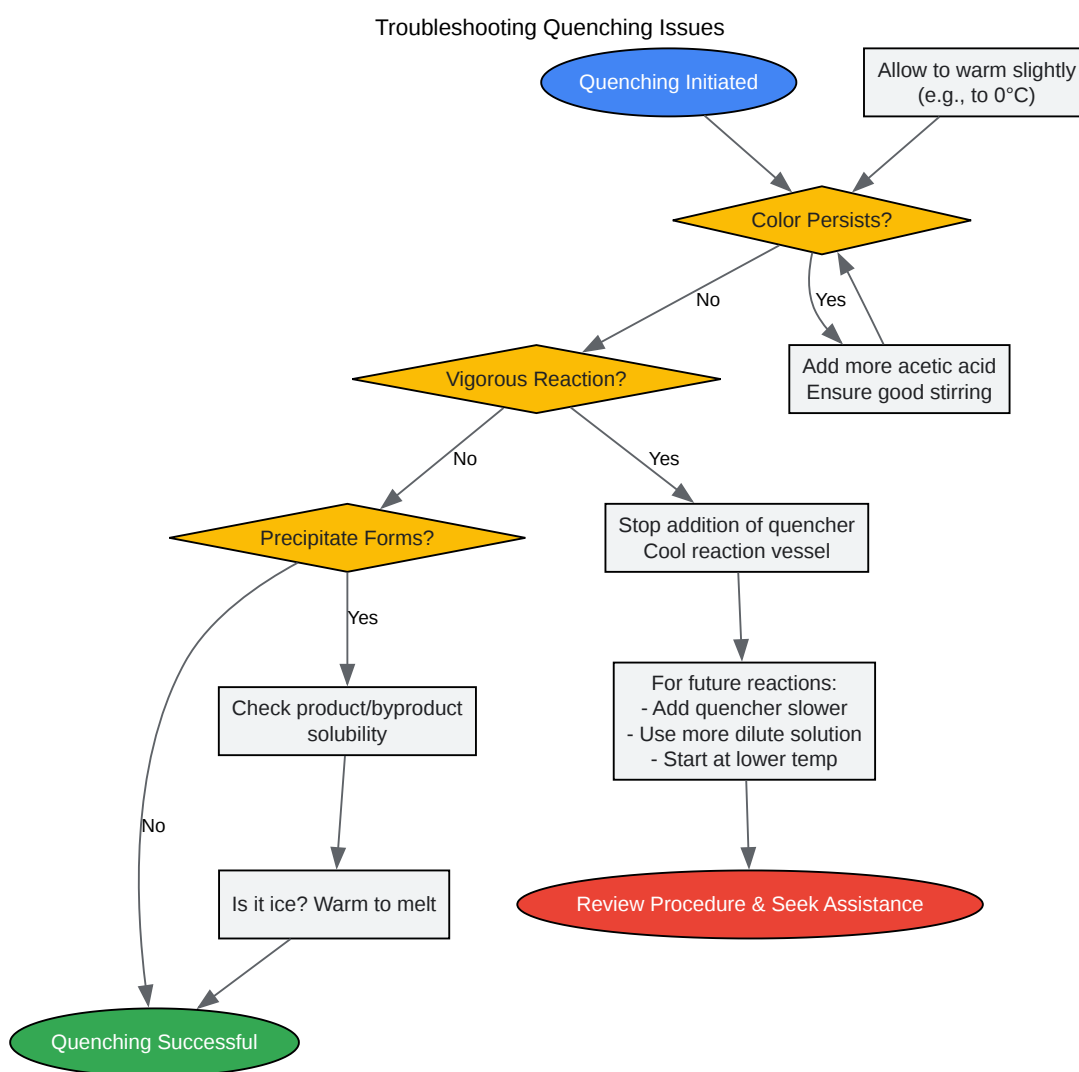 Troubleshooting Quenching Issues
Quenching Initiated
Allow to warm slightly
(e.g., to 0°C)
Color Persists?
No
Yes
Add more acetic acid
Ensure good stirring
Vigorous Reaction?
No
Yes
Precipitate Forms?
Stop addition of quencher
Cool reaction vessel
Yes
Check product/byproduct
solubility
For future reactions:
- Add quencher slower
- Use more dilute solution
- Start at lower temp
No
Is it ice? Warm to melt
Review Procedure & Seek Assistance
Quenching Successful